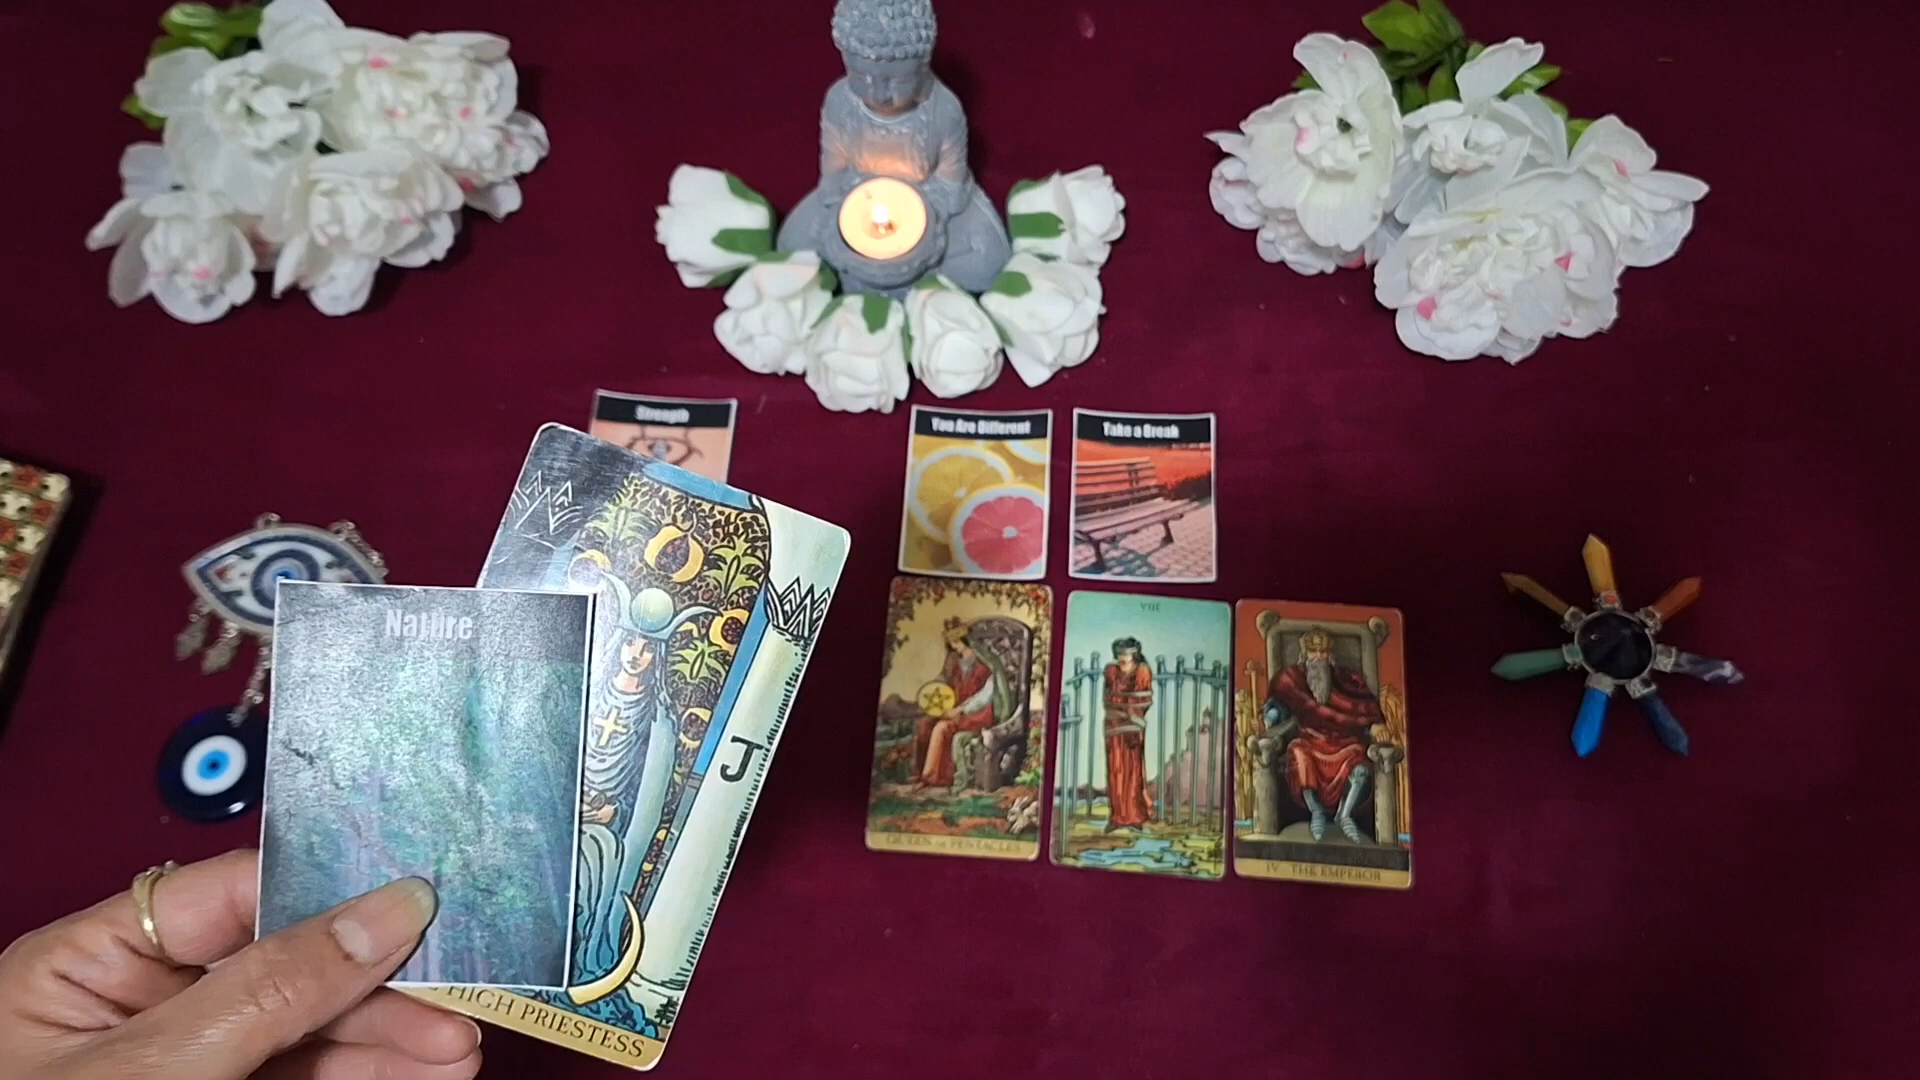 Strength
You Are Different
Take a Break
Nature
J
HIGH PRIESTESS
QUEEN OF PENTACLES
VIII
IV THE EMPEROR